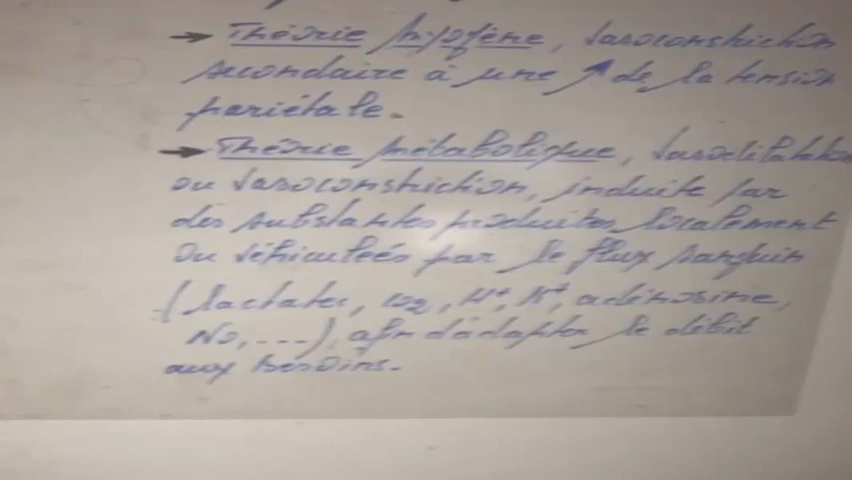 → Théorie myogène, vasoconstriction
secondaire à une ↗ de la tension
pariétale.
→ Théorie métabolique, vasodilatation
ou vasoconstriction, induite par
des substantes produites localement
ou véhiculées par le flux sanguin
(lactates, CO2, H+, K+, adénosine,
NO, ....), afin d'adapter le débit
aux besoins.